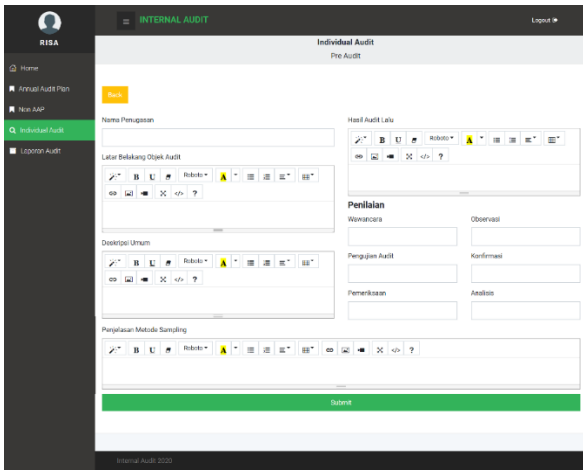 INTERNAL AUDIT
Logout
RISA
Individual Audit
Pre Audit
Home
Annual Audit Plan
Non AAP
Individual Audit
Laporan Audit
Back
Nama Penugasan
Hasil Audit Lalu
B U Roboto A
</> ?
Latar Belakang Objek Audit
B U Roboto A
</> ?
Penilaian
Wawancara
Observasi
Deskripsi Umum
B U Roboto A
</> ?
Pengujian Audit
Konfirmasi
Pemeriksaan
Analisis
Penjelasan Metode Sampling
B U Roboto A </> ?
Submit
Internal Audit 2020